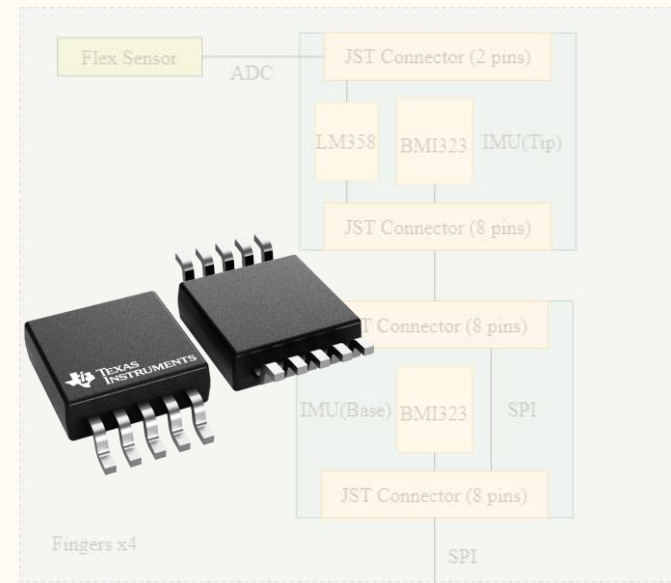 Flex Sensor
ADC
JST Connector (2 pins)
LM358
BMI323
IMU(Tip)
JST Connector (8 pins)
TEXAS
INSTRUMENTS
Connector (8 pins)
IMU(Base)
BMI323
SPI
JST Connector (8 pins)
Fingers x4
SPI